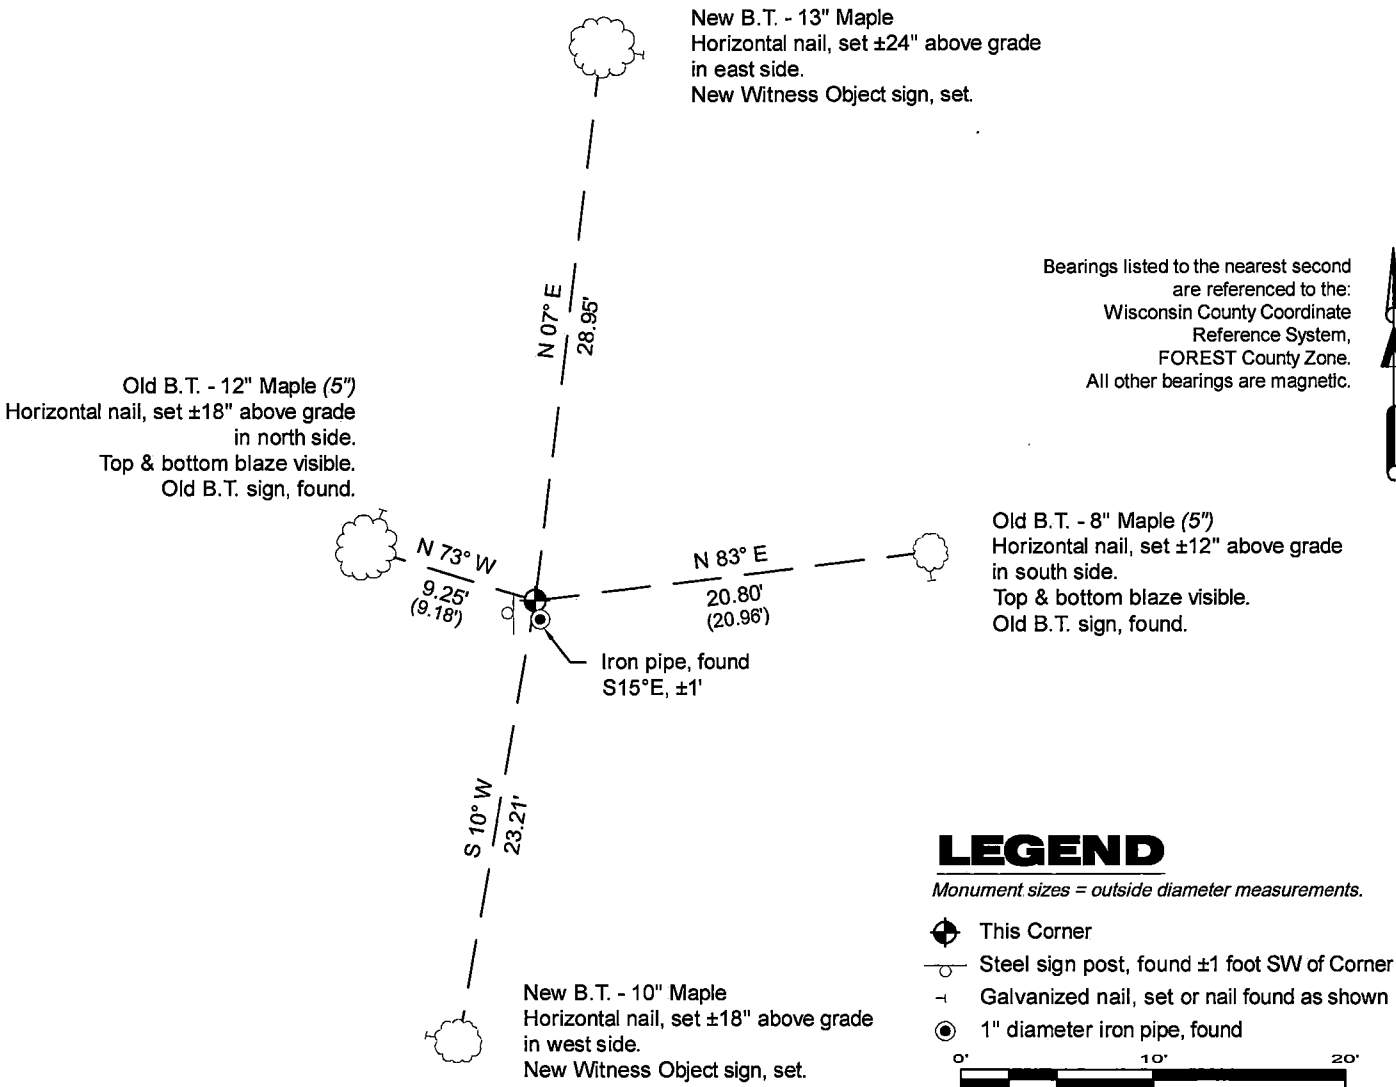 New B.T. - 13" Maple
Horizontal nail, set ±24" above grade
in east side.
New Witness Object sign, set.
N 07° E
28.95'
Bearings listed to the nearest second
are referenced to the:
Wisconsin County Coordinate
Reference System,
FOREST County Zone.
All other bearings are magnetic.
Old B.T. - 12" Maple (5")
Horizontal nail, set ±18" above grade
in north side.
Top & bottom blaze visible.
Old B.T. sign, found.
N 73° W
9.25'
(9.18')
N 83° E
20.80'
(20.96')
Old B.T. - 8" Maple (5")
Horizontal nail, set ±12" above grade
in south side.
Top & bottom blaze visible.
Old B.T. sign, found.
Iron pipe, found
S15°E, ±1'
S 10° W
23.21'
New B.T. - 10" Maple
Horizontal nail, set ±18" above grade
in west side.
New Witness Object sign, set.
LEGEND
Monument sizes = outside diameter measurements.
This Corner
Steel sign post, found ±1 foot SW of Corner
Galvanized nail, set or nail found as shown
1" diameter iron pipe, found
0' 10' 20'